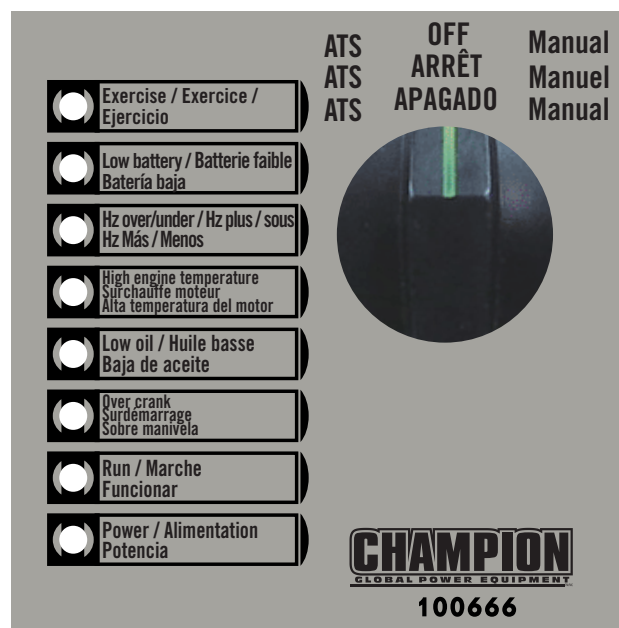 ATS OFF Manual
ATS ARRÊT Manuel
ATS APAGADO Manual
Exercise / Exercice /
Ejercicio
Low battery / Batterie faible
Batería baja
Hz over/under / Hz plus / sous
Hz Más / Menos
High engine temperature
Surchauffe moteur
Alta temperatura del motor
Low oil / Huile basse
Baja de aceite
Over crank
Surdémarrage
Sobre manivela
Run / Marche
Funcionar
Power / Alimentation
Potencia
CHAMPION
GLOBAL POWER EQUIPMENT
100666